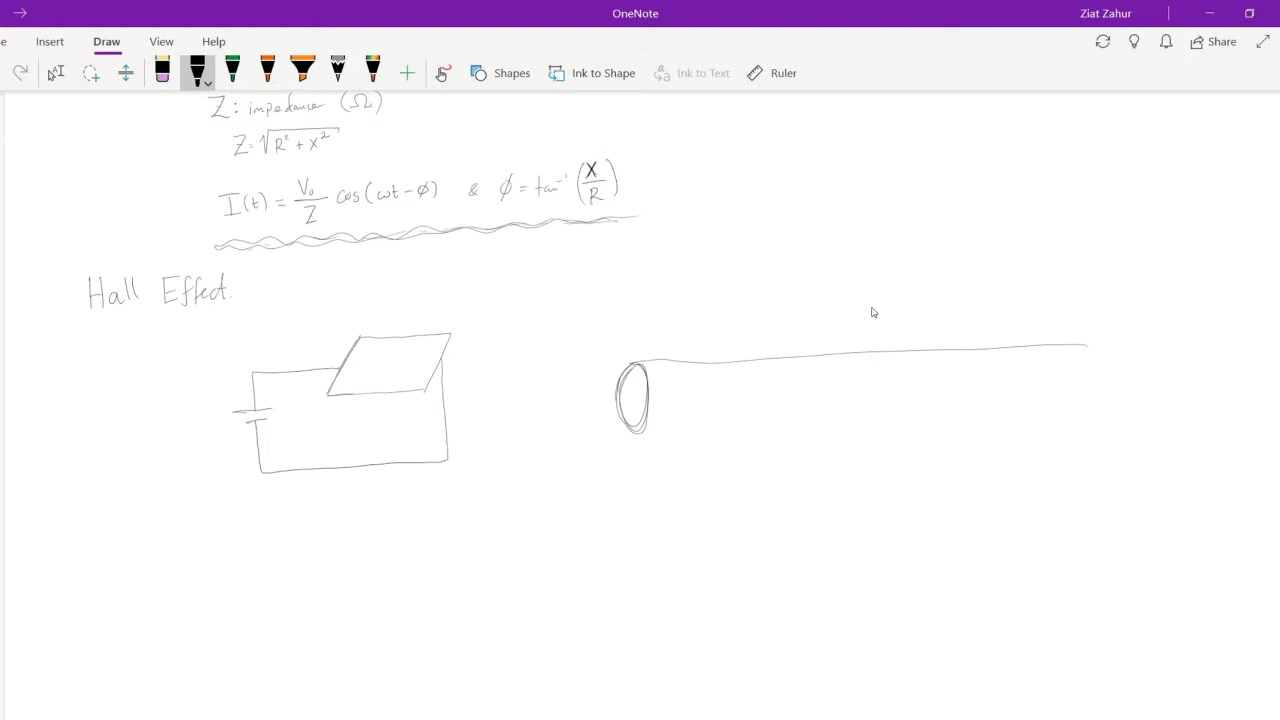 OneNote
Ziat Zahur
Insert Draw View Help
Share
Shapes Ink to Shape Ink to Text Ruler
Z: impedance (Ω)
Z = √R² + X²
I(t) = V₀/Z cos(ωt - φ) & φ = tan⁻¹ (X/R)
Hall Effect.